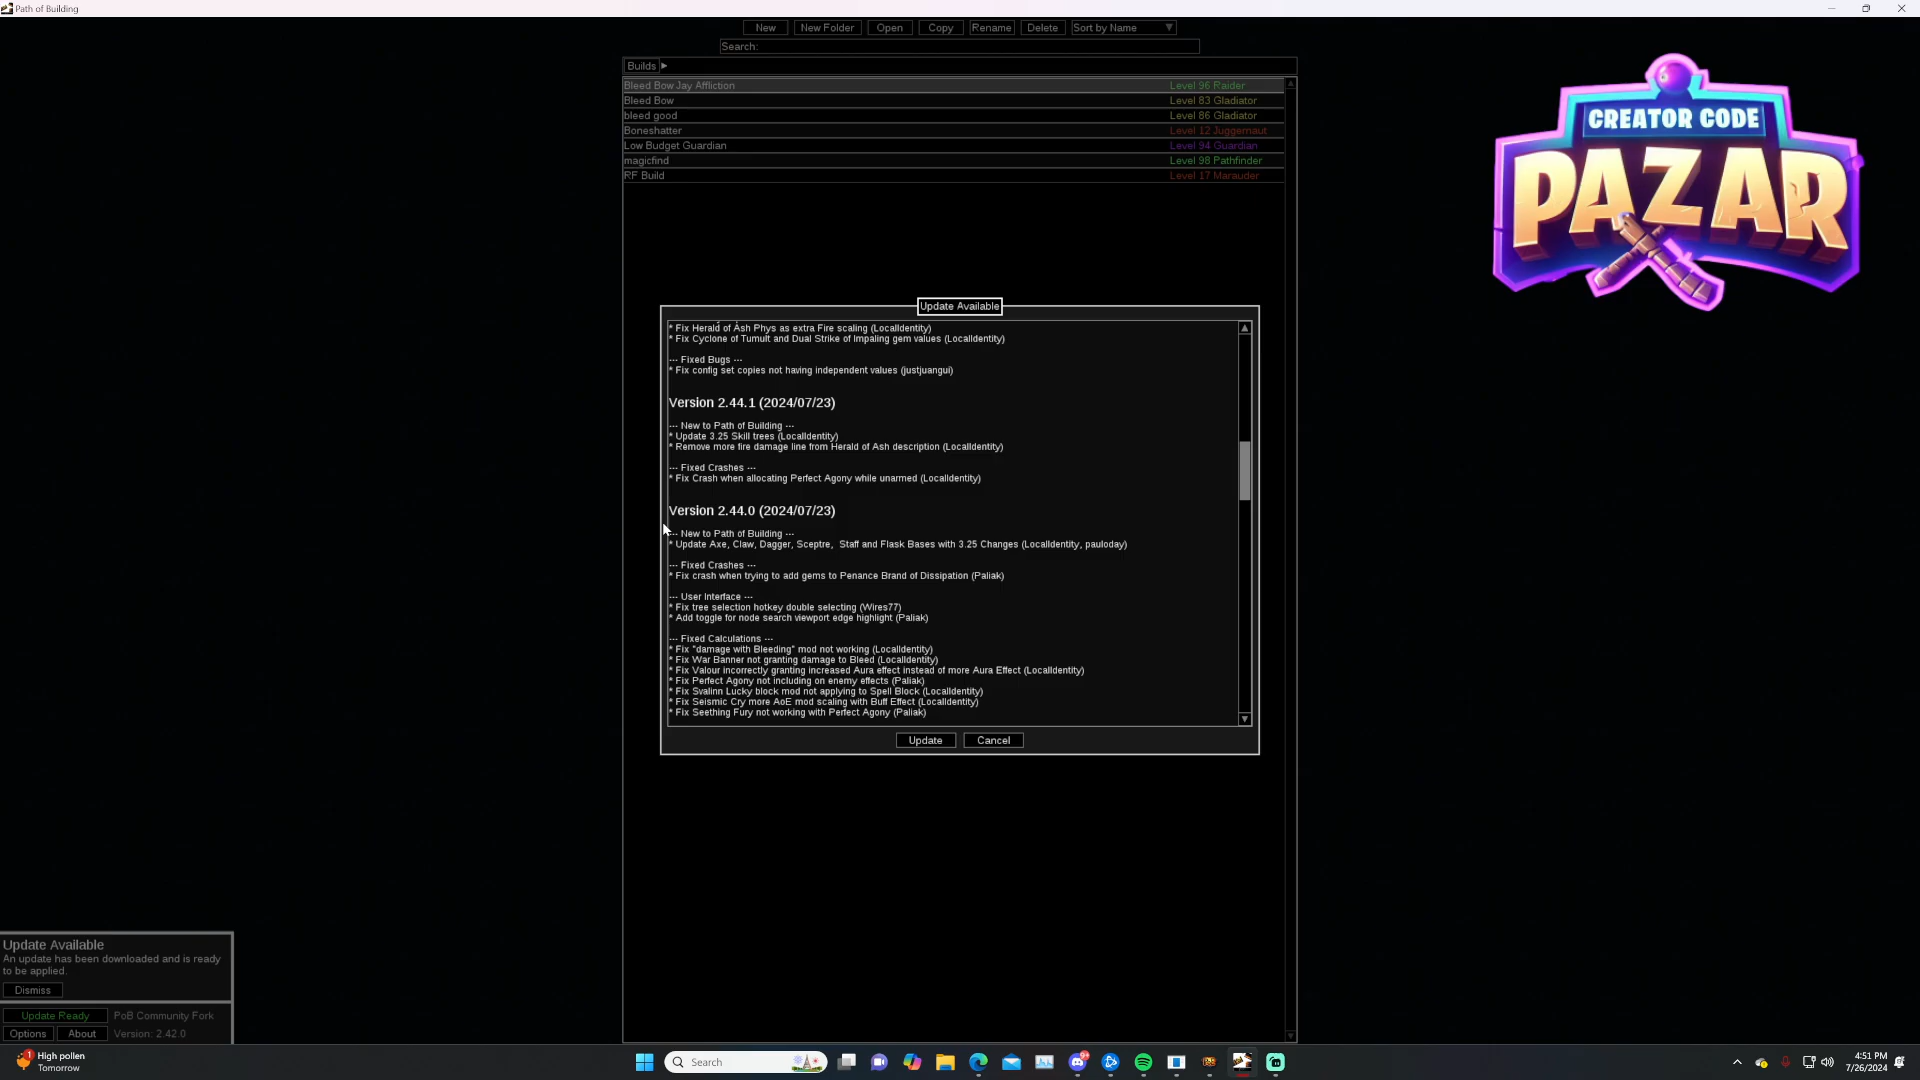 Path of Building
New New Folder Open Copy Rename Delete Sort by Name
Search:
Builds
Bleed Bow Jay Affliction Level 96 Raider
Bleed Bow Level 83 Gladiator
bleed good Level 86 Gladiator
Boneshatter Level 12 Juggernaut
Low Budget Guardian Level 94 Guardian
magicfind Level 98 Pathfinder
RF Build Level 17 Marauder
CREATOR CODE
PAZAR
Update Available
* Fix Herald of Ash Phys as extra Fire scaling (LocalIdentity)
* Fix Cyclone of Tumult and Dual Strike of Impaling gem values (LocalIdentity)
--- Fixed Bugs ---
* Fix config set copies not having independent values (justjuangui)
Version 2.44.1 (2024/07/23)
--- New to Path of Building ---
* Update 3.25 Skill trees (LocalIdentity)
* Remove more fire damage line from Herald of Ash description (LocalIdentity)
--- Fixed Crashes ---
* Fix Crash when allocating Perfect Agony while unarmed (LocalIdentity)
Version 2.44.0 (2024/07/23)
--- New to Path of Building ---
* Update Axe, Claw, Dagger, Sceptre,  Staff and Flask Bases with 3.25 Changes (LocalIdentity, pauloday)
--- Fixed Crashes ---
* Fix crash when trying to add gems to Penance Brand of Dissipation (Paliak)
--- User Interface ---
* Fix tree selection hotkey double selecting (Wires77)
* Add toggle for node search viewport edge highlight (Paliak)
--- Fixed Calculations ---
* Fix "damage with Bleeding" mod not working (LocalIdentity)
* Fix War Banner not granting damage to Bleed (LocalIdentity)
* Fix Valour incorrectly granting increased Aura effect instead of more Aura Effect (LocalIdentity)
* Fix Perfect Agony not including on enemy effects (Paliak)
* Fix Svalinn Lucky block mod not applying to Spell Block (LocalIdentity)
* Fix Seismic Cry more AoE mod scaling with Buff Effect (LocalIdentity)
* Fix Seething Fury not working with Perfect Agony (Paliak)
Update Cancel
Update Available
An update has been downloaded and is ready
to be applied.
Dismiss
Update Ready PoB Community Fork
Options About Version: 2.42.0
1 High pollen
Tomorrow
Search
4:51 PM
7/26/2024